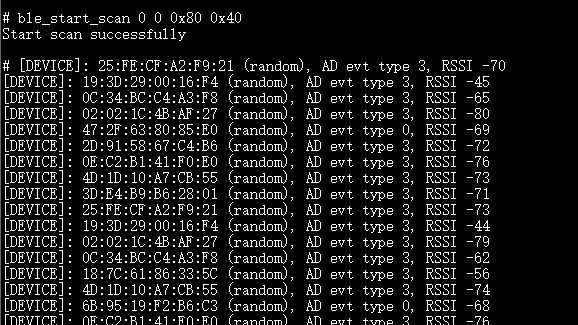 # ble_start_scan 0 0 0x80 0x40
Start scan successfully
# [DEVICE]: 25:FE:CF:A2:F9:21 (random), AD evt type 3, RSSI -70
[DEVICE]: 19:3D:29:00:16:F4 (random), AD evt type 3, RSSI -45
[DEVICE]: 0C:34:BC:C4:A3:F8 (random), AD evt type 3, RSSI -65
[DEVICE]: 02:02:1C:4B:AF:27 (random), AD evt type 3, RSSI -80
[DEVICE]: 47:2F:63:80:85:E0 (random), AD evt type 0, RSSI -69
[DEVICE]: 2D:91:58:67:C4:B6 (random), AD evt type 3, RSSI -72
[DEVICE]: 0E:C2:B1:41:F0:E0 (random), AD evt type 3, RSSI -76
[DEVICE]: 4D:1D:10:A7:CB:55 (random), AD evt type 3, RSSI -73
[DEVICE]: 3D:E4:B9:B6:28:01 (random), AD evt type 3, RSSI -71
[DEVICE]: 25:FE:CF:A2:F9:21 (random), AD evt type 3, RSSI -73
[DEVICE]: 19:3D:29:00:16:F4 (random), AD evt type 3, RSSI -44
[DEVICE]: 02:02:1C:4B:AF:27 (random), AD evt type 3, RSSI -79
[DEVICE]: 0C:34:BC:C4:A3:F8 (random), AD evt type 3, RSSI -62
[DEVICE]: 18:7C:61:86:33:5C (random), AD evt type 3, RSSI -56
[DEVICE]: 4D:1D:10:A7:CB:55 (random), AD evt type 3, RSSI -74
[DEVICE]: 6B:95:19:F2:B6:C3 (random), AD evt type 0, RSSI -68
[DEVICE]: 0E:C2:B1:41:F0:E0 (random), AD evt type 3, RSSI -76